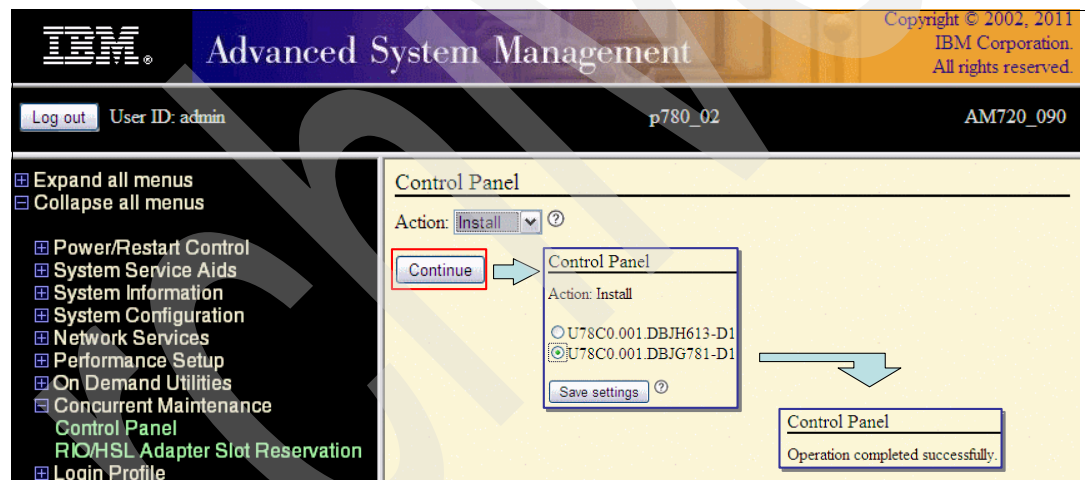 IBM®
Advanced System Management
Copyright © 2002, 2011
IBM Corporation.
All rights reserved.
Log out User ID: admin p780_02 AM720_090
Expand all menus
Collapse all menus
Power/Restart Control
System Service Aids
System Information
System Configuration
Network Services
Performance Setup
On Demand Utilities
Concurrent Maintenance
Control Panel
RIO/HSL Adapter Slot Reservation
Login Profile
Control Panel
Action: Install
Continue
Control Panel
Action: Install
U78C0.001.DBJH613-D1
U78C0.001.DBJG781-D1
Save settings
Control Panel
Operation completed successfully.